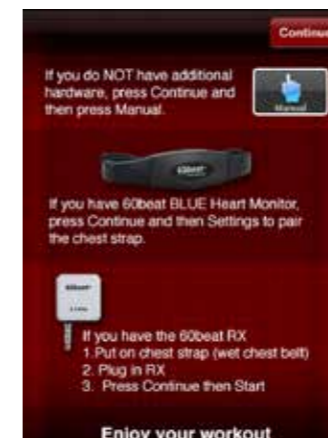 Continue
If you do NOT have additional
hardware, press Continue and
then press Manual.
Manual
60beat
If you have 60beat BLUE Heart Monitor,
press Continue and then Settings to pair
the chest strap.
60beat
If you have the 60beat RX
1.Put on chest strap (wet chest belt)
2. Plug in RX
3. Press Continue then Start
Enjoy your workout